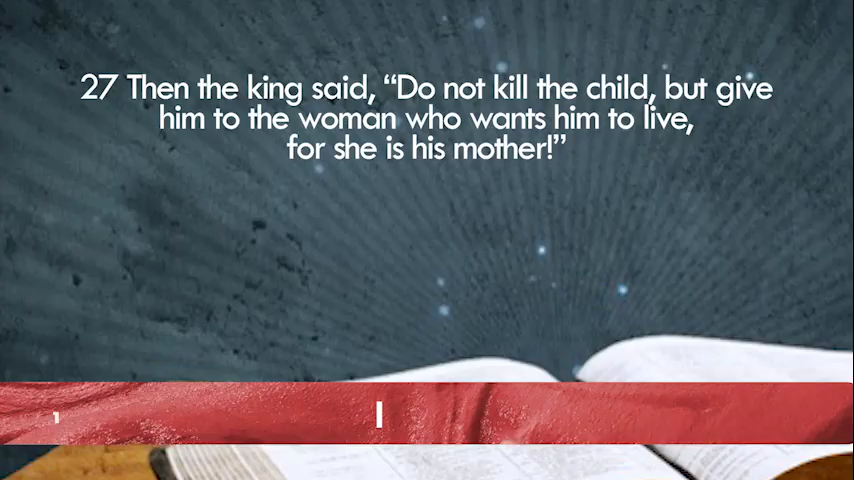 27 Then the king said, “Do not kill the child, but give
him to the woman who wants him to live,
for she is his mother!”